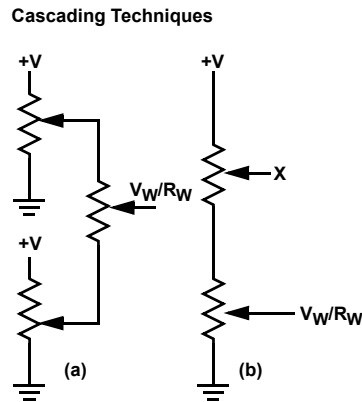 Cascading Techniques
+V
+V
V_W/R_W
X
+V
V_W/R_W
(a)
(b)